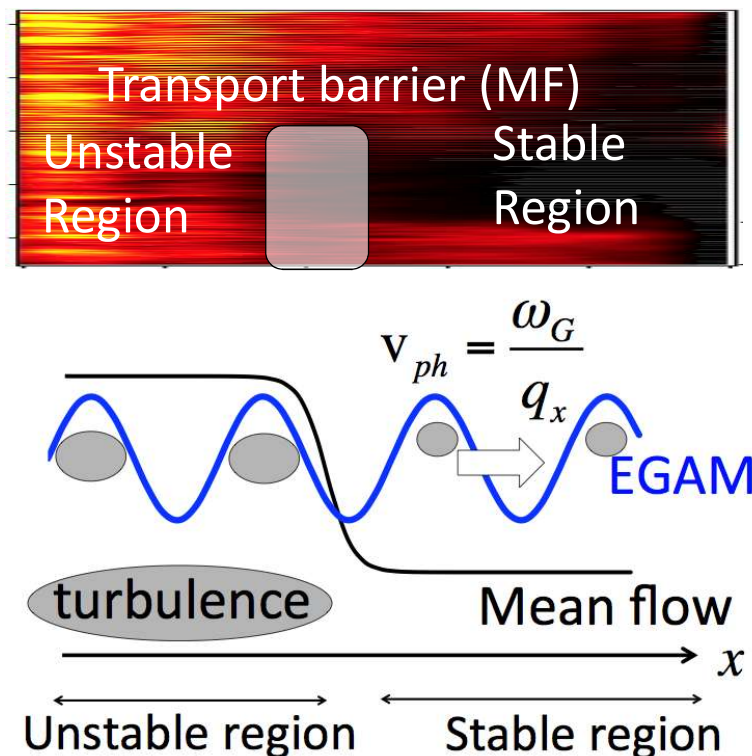 Transport barrier (MF)
Unstable
Region
Stable
Region
v_ph = ω_G / q_x
EGAM
turbulence
Mean flow
x
Unstable region
Stable region